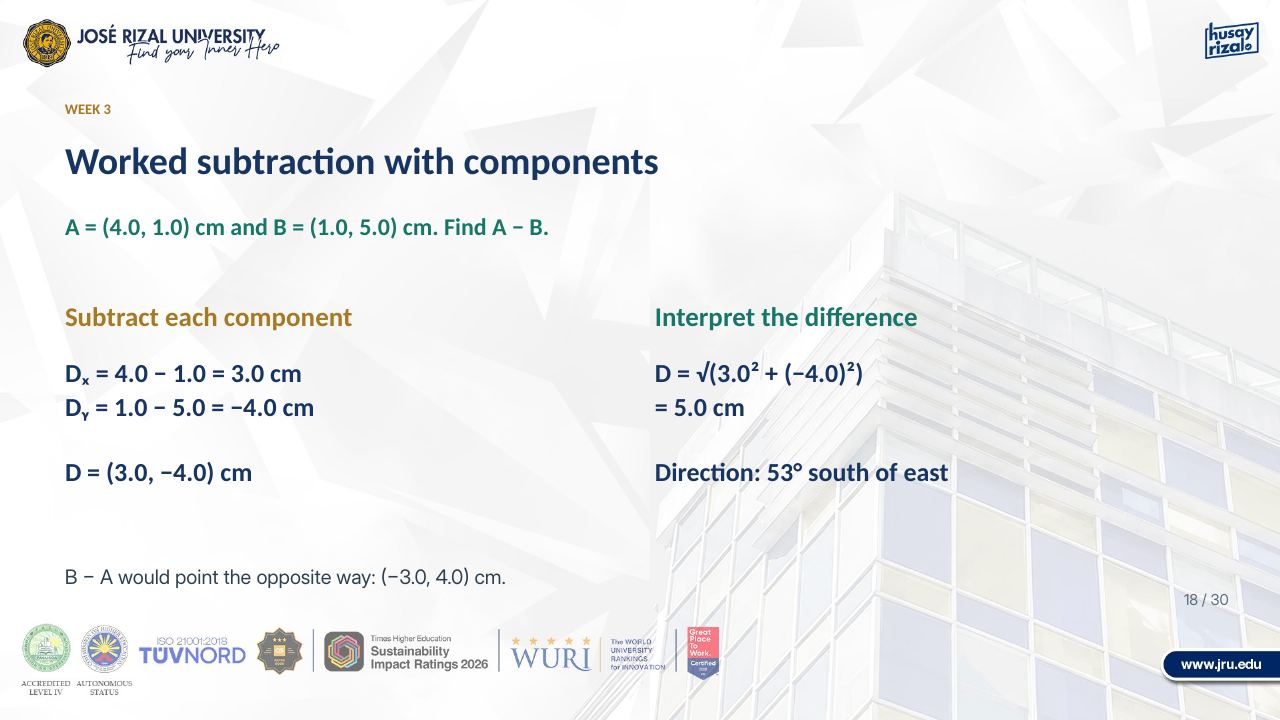 JOSÉ RIZAL UNIVERSITY
Find your Inner Hero
husay
rizal
WEEK 3
Worked subtraction with components
A = (4.0, 1.0) cm and B = (1.0, 5.0) cm. Find A − B.
Subtract each component
Dₓ = 4.0 − 1.0 = 3.0 cm
Dᵧ = 1.0 − 5.0 = −4.0 cm
D = (3.0, −4.0) cm
Interpret the difference
D = √(3.0² + (−4.0)²)
= 5.0 cm
Direction: 53° south of east
B − A would point the opposite way: (−3.0, 4.0) cm.
18 / 30
ACCREDITED
LEVEL IV
AUTONOMOUS
STATUS
ISO 21001:2018
TÜVNORD
Times Higher Education
Sustainability
Impact Ratings 2026
WURI
The WORLD
UNIVERSITY
RANKINGS
for INNOVATION
Great
Place
To
Work.
Certified
www.jru.edu